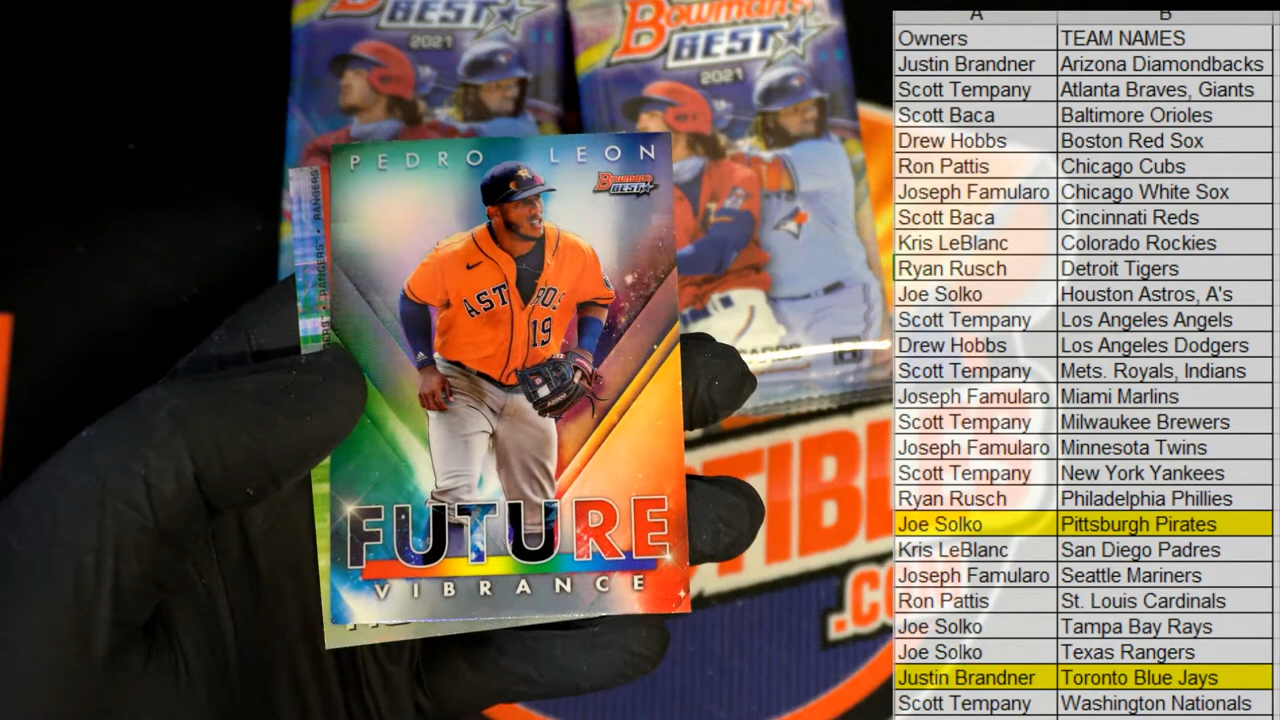 Bowman's
BEST
2021
Bowman's
BEST
2021
PEDRO LEON
Bowman's
BEST
RANGERS • RANGERS
ASTROS
19
FUTURE
VIBRANCE
TIBL
.CO
A B
Owners TEAM NAMES
Justin Brandner Arizona Diamondbacks
Scott Tempany Atlanta Braves, Giants
Scott Baca Baltimore Orioles
Drew Hobbs Boston Red Sox
Ron Pattis Chicago Cubs
Joseph Famularo Chicago White Sox
Scott Baca Cincinnati Reds
Kris LeBlanc Colorado Rockies
Ryan Rusch Detroit Tigers
Joe Solko Houston Astros, A's
Scott Tempany Los Angeles Angels
Drew Hobbs Los Angeles Dodgers
Scott Tempany Mets. Royals, Indians
Joseph Famularo Miami Marlins
Scott Tempany Milwaukee Brewers
Joseph Famularo Minnesota Twins
Scott Tempany New York Yankees
Ryan Rusch Philadelphia Phillies
Joe Solko Pittsburgh Pirates
Kris LeBlanc San Diego Padres
Joseph Famularo Seattle Mariners
Ron Pattis St. Louis Cardinals
Joe Solko Tampa Bay Rays
Joe Solko Texas Rangers
Justin Brandner Toronto Blue Jays
Scott Tempany Washington Nationals